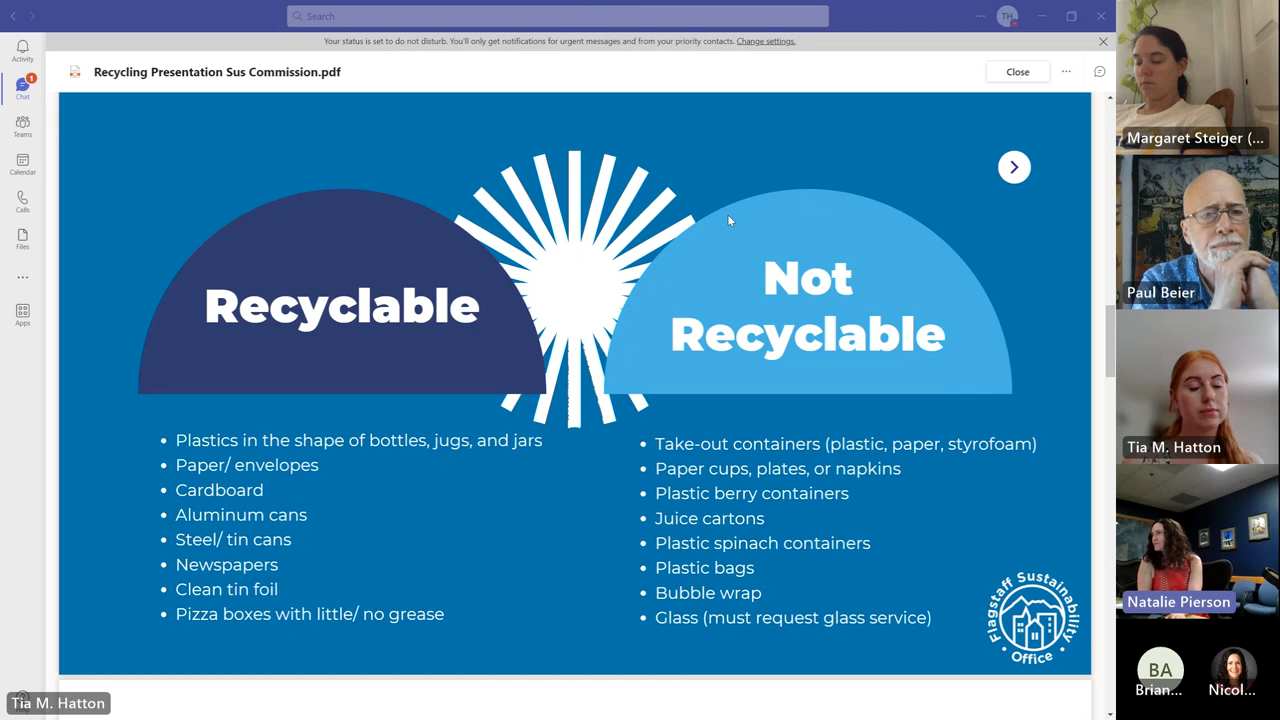 Search
TH
Your status is set to do not disturb. You'll only get notifications for urgent messages and from your priority contacts. Change settings.
Activity
1
Chat
Teams
Calendar
Calls
Files
Apps
Recycling Presentation Sus Commission.pdf
Close
Recyclable
Not
Recyclable
• Plastics in the shape of bottles, jugs, and jars
• Paper/ envelopes
• Cardboard
• Aluminum cans
• Steel/ tin cans
• Newspapers
• Clean tin foil
• Pizza boxes with little/ no grease
• Take-out containers (plastic, paper, styrofoam)
• Paper cups, plates, or napkins
• Plastic berry containers
• Juice cartons
• Plastic spinach containers
• Plastic bags
• Bubble wrap
• Glass (must request glass service)
Flagstaff Sustainability
Office
Tia M. Hatton
Margaret Steiger (...
Paul Beier
Tia M. Hatton
Natalie Pierson
BA
Brian...
Nicol...